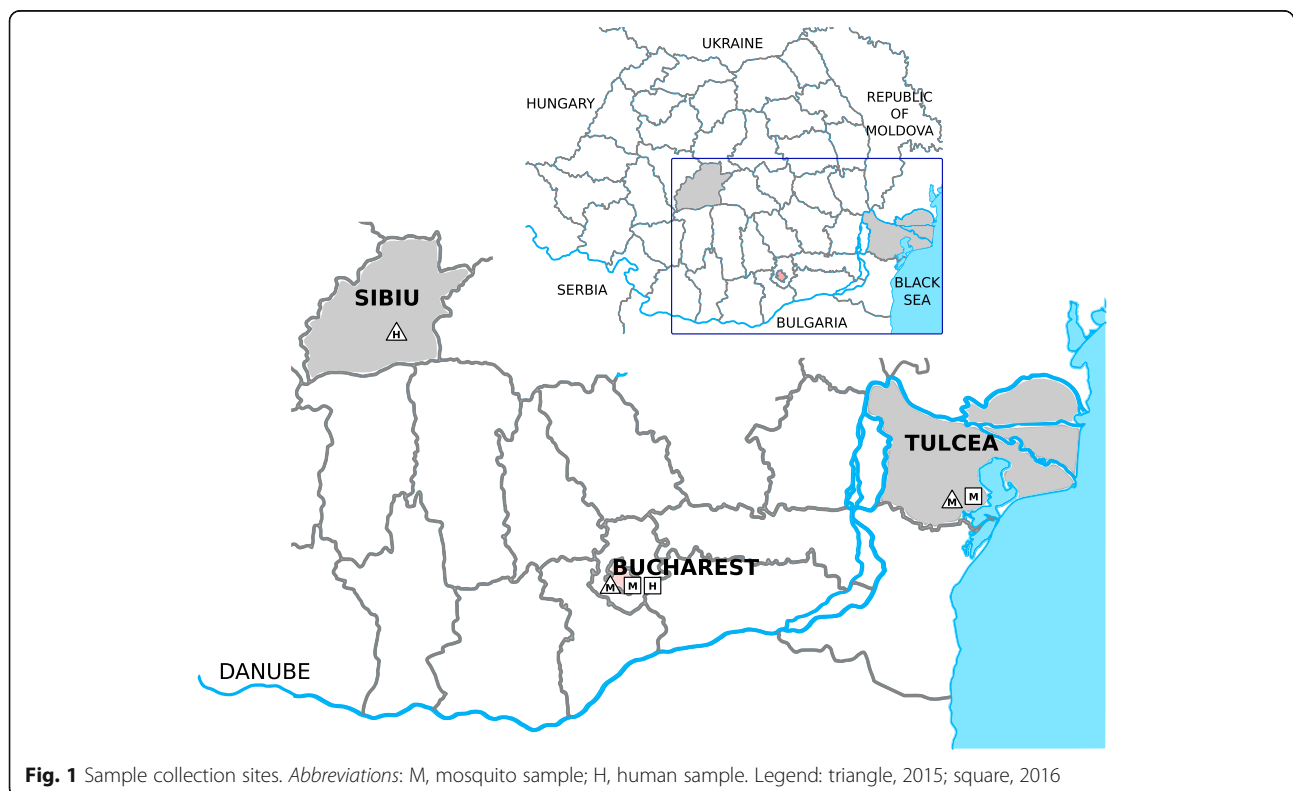 UKRAINE
HUNGARY
REPUBLIC
OF
MOLDOVA
SERBIA
BLACK
SEA
BULGARIA
SIBIU
H
TULCEA
M
M
BUCHAREST
M
M
H
DANUBE
Fig. 1 Sample collection sites. Abbreviations: M, mosquito sample; H, human sample. Legend: triangle, 2015; square, 2016